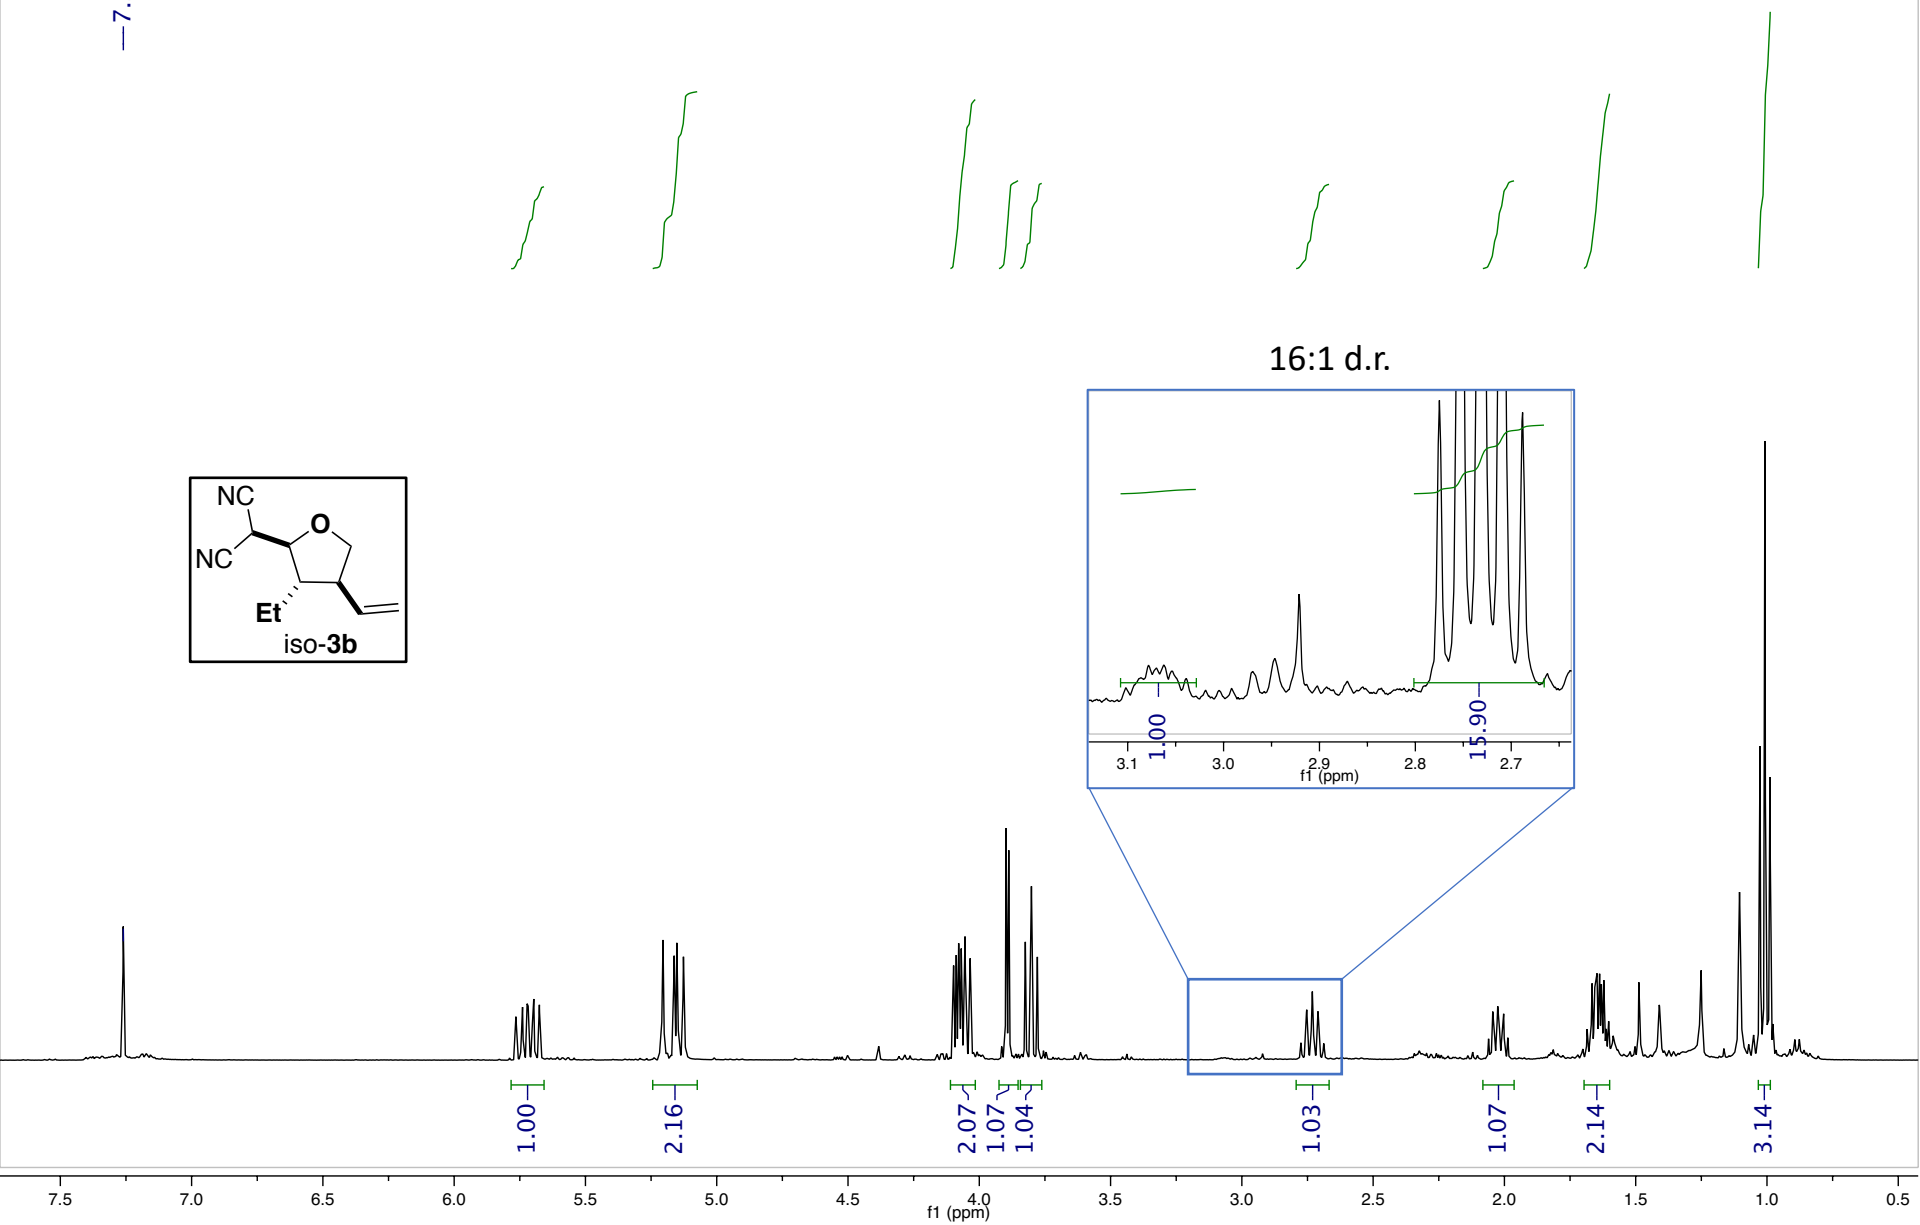 —7.
16:1 d.r.
NC
O
NC
Et
iso-3b
1.00
15.90
3.1 3.0 2.9 2.8 2.7
f1 (ppm)
1.00 2.16 2.07 1.07 1.04 1.03 1.07 2.14 3.14
7.5 7.0 6.5 6.0 5.5 5.0 4.5 4.0 3.5 3.0 2.5 2.0 1.5 1.0 0.5
f1 (ppm)